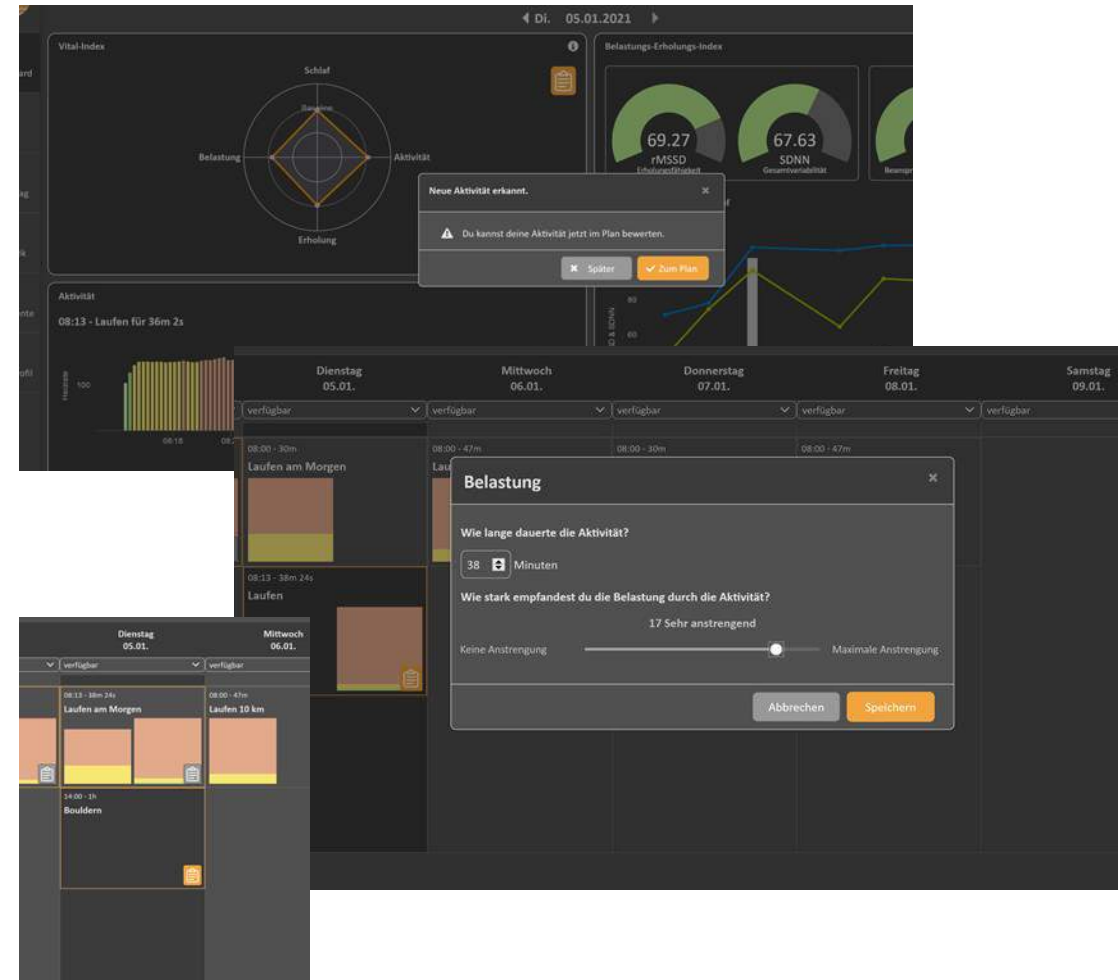 Di. 05.01.2021
Vital-Index
Belastungs-Erholungs-Index
Schlaf
Belastung
Aktivität
Erholung
69.27
rMSSD
Erholungsfähigkeit
67.63
SDNN
Gesamtvariabilität
Neue Aktivität erkannt.
Du kannst deine Aktivität jetzt im Plan bewerten.
Später
Zum Plan
Aktivität
08:13 - Laufen für 36m 2s
Herzrate
100
08:18
80
60
Dienstag
05.01.
Mittwoch
06.01.
Donnerstag
07.01.
Freitag
08.01.
Samstag
09.01.
verfügbar
verfügbar
verfügbar
verfügbar
verfügbar
08:00 - 30m
Laufen am Morgen
08:00 - 47m
08:00 - 30m
08:00 - 47m
08:13 - 38m 24s
Laufen
Belastung
Wie lange dauerte die Aktivität?
38
Minuten
Wie stark empfandest du die Belastung durch die Aktivität?
17 Sehr anstrengend
Keine Anstrengung
Maximale Anstrengung
Abbrechen
Speichern
Dienstag
05.01.
Mittwoch
06.01.
verfügbar
verfügbar
08:13 - 38m 24s
Laufen am Morgen
08:00 - 47m
Laufen 10 km
14:00 - 1h
Bouldern